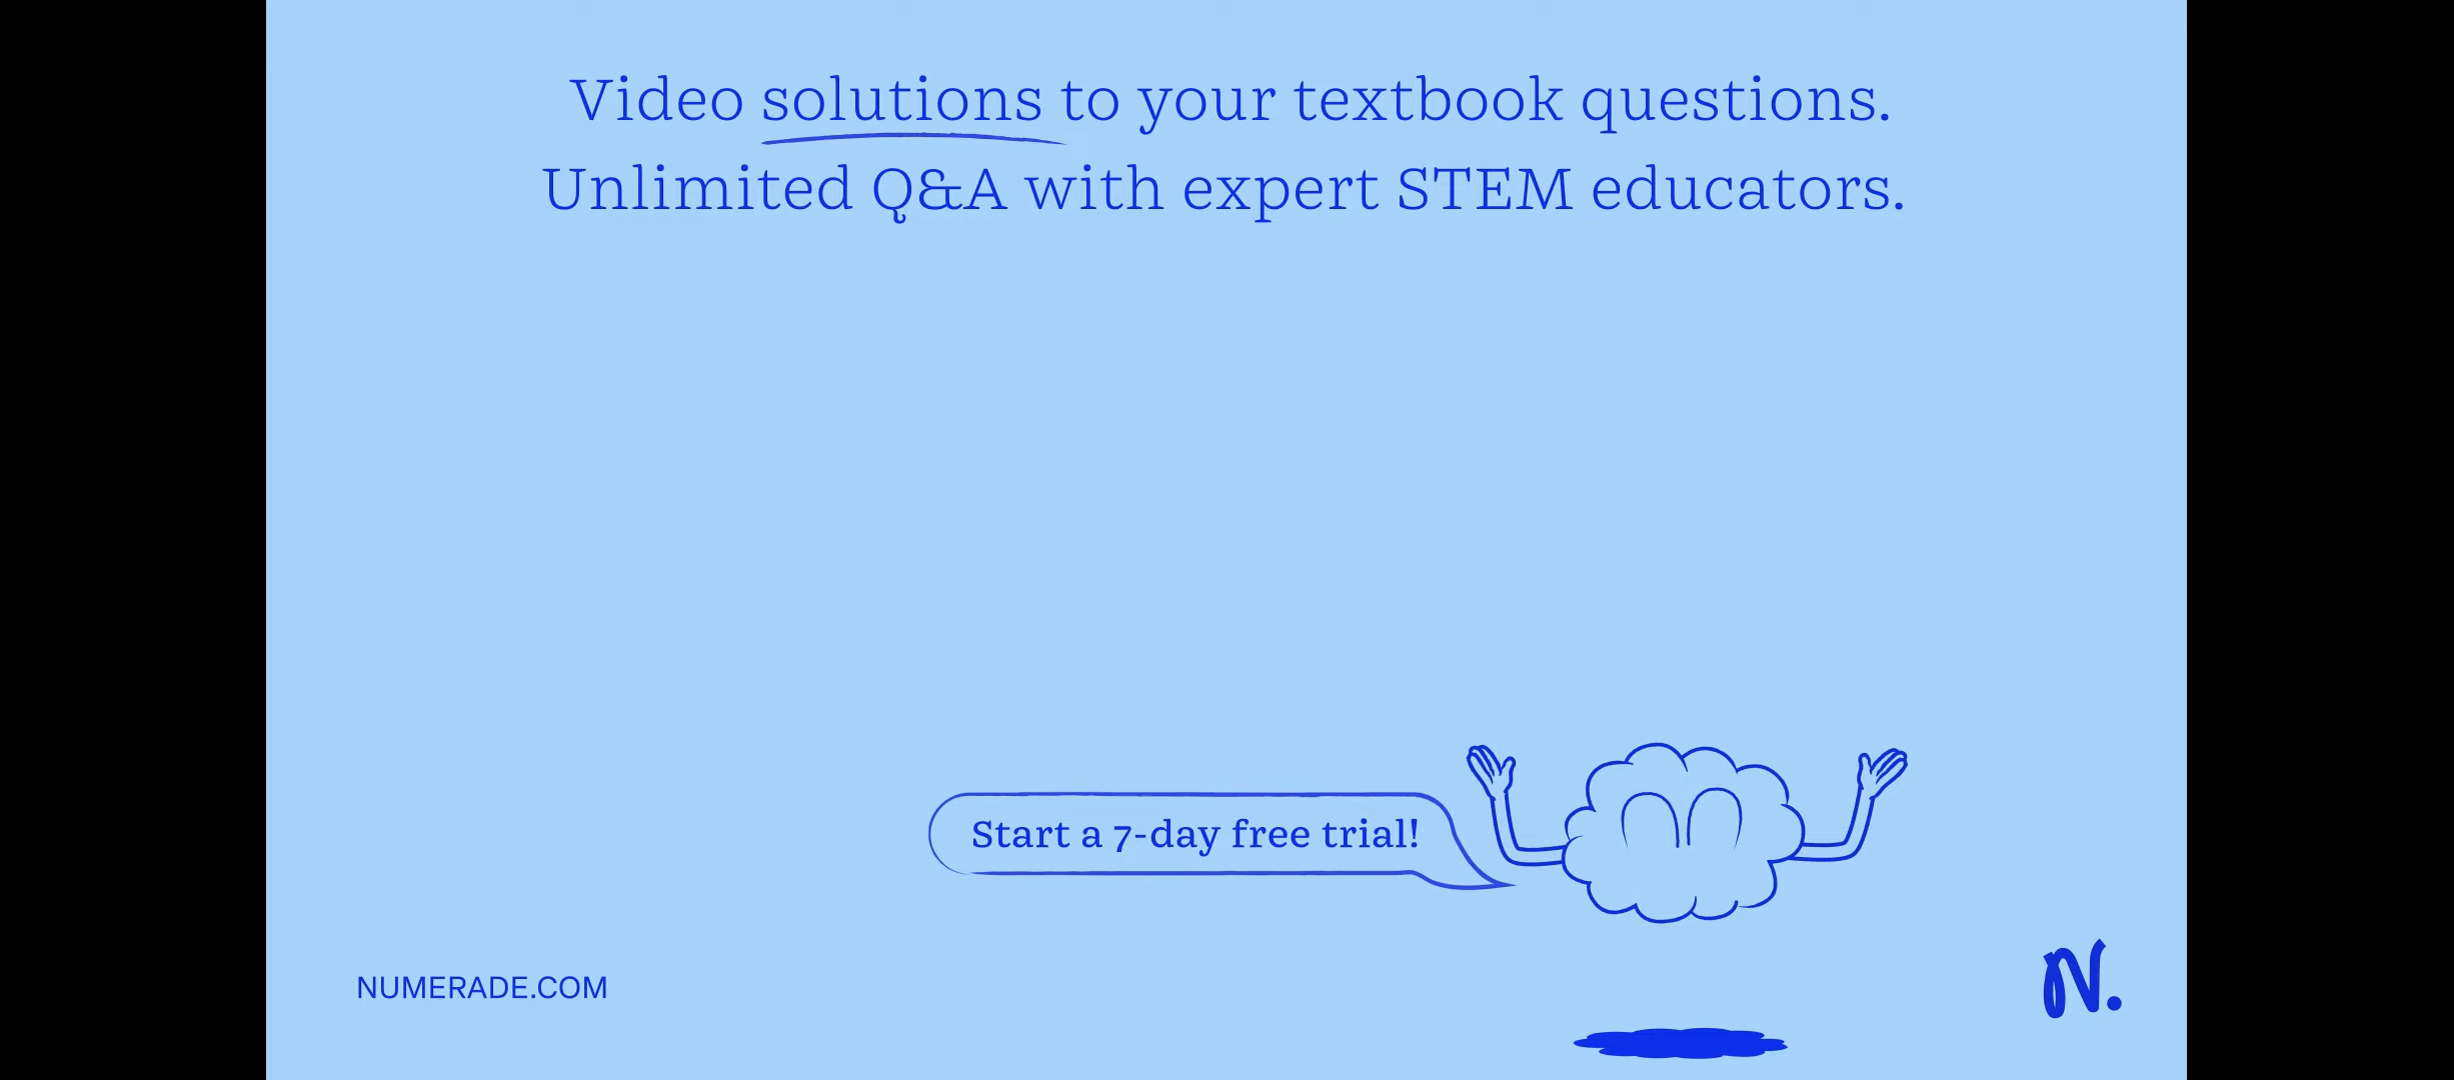 Video solutions to your textbook questions.
Unlimited Q&A with expert STEM educators.
Start a 7-day free trial!
NUMERADE.COM
N.